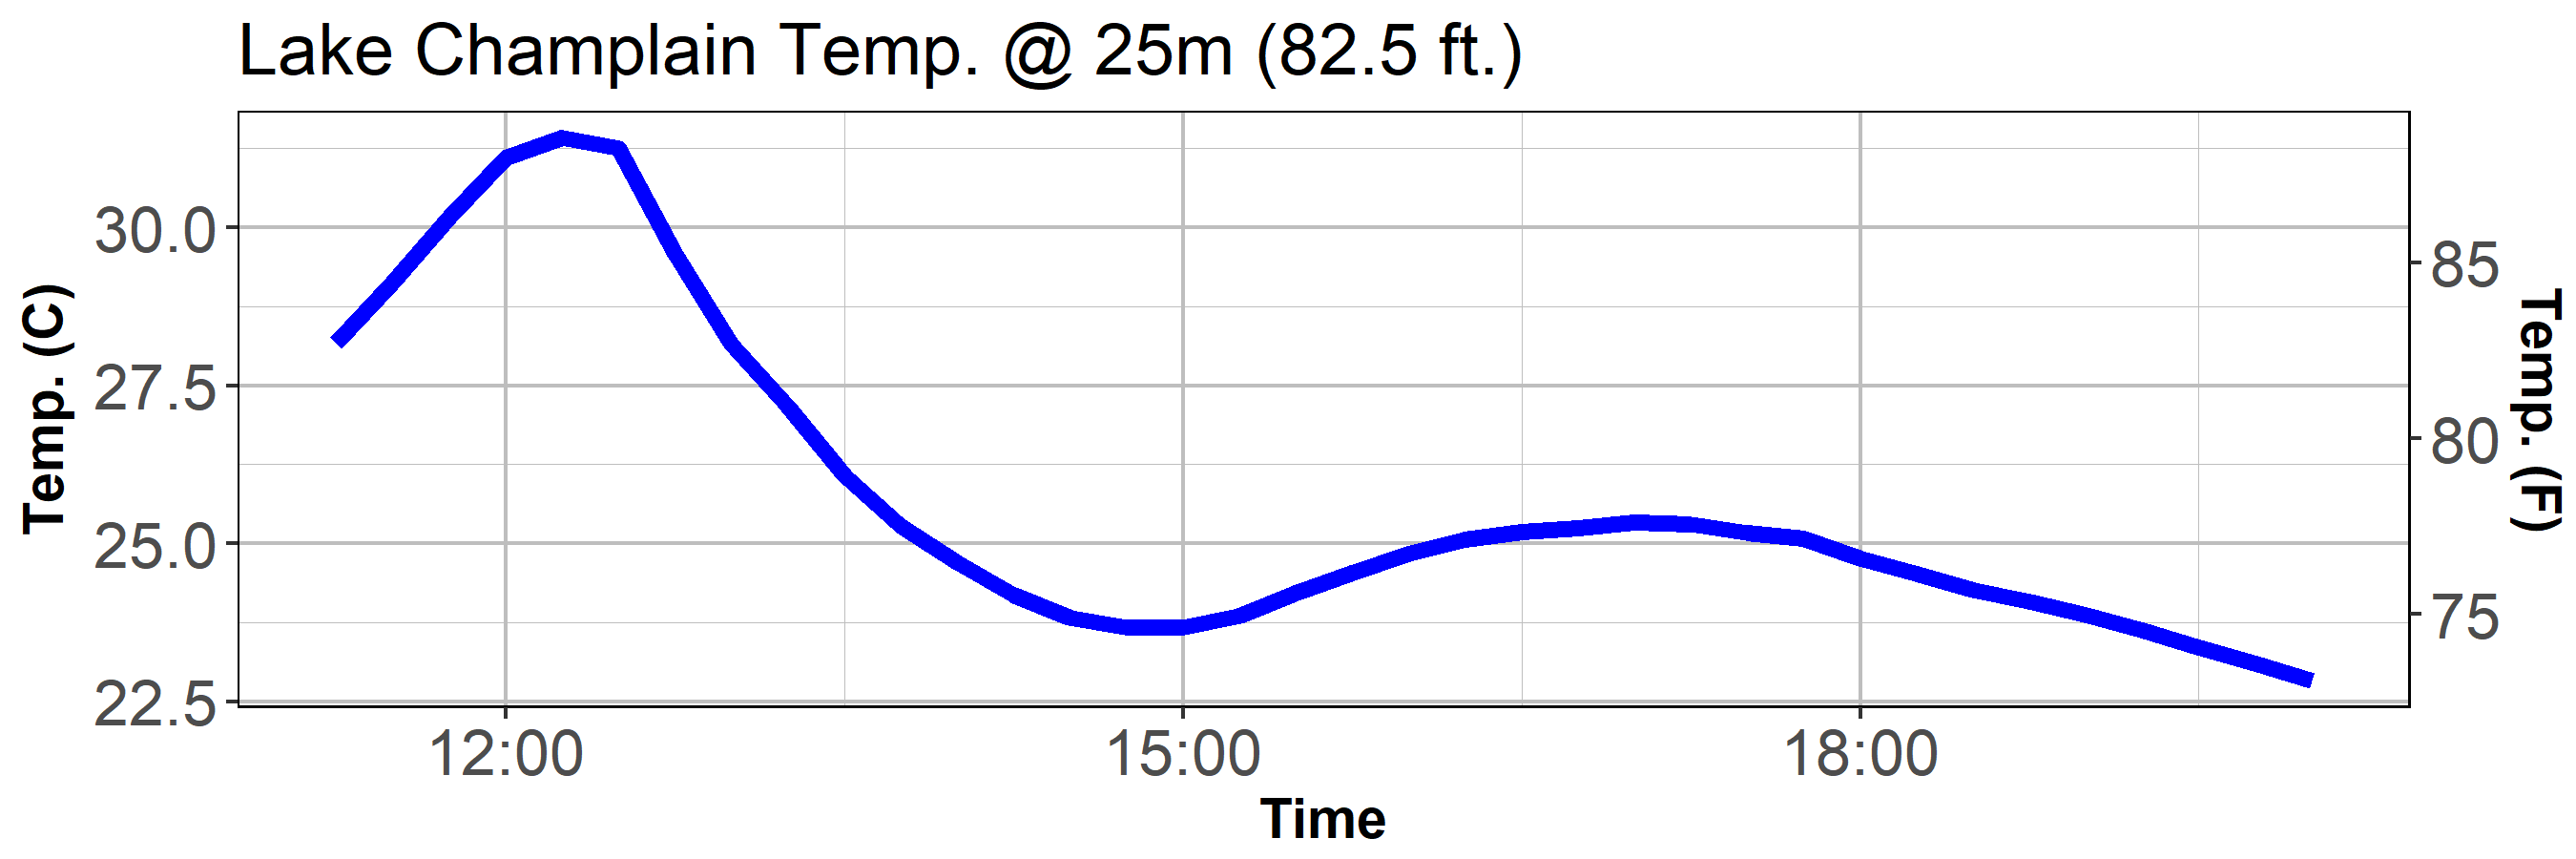 Lake Champlain Temp. @ 25m (82.5 ft.)
Temp. (C)
30.0
27.5
25.0
22.5
85
80
75
Temp. (F)
12:00 15:00 18:00
Time